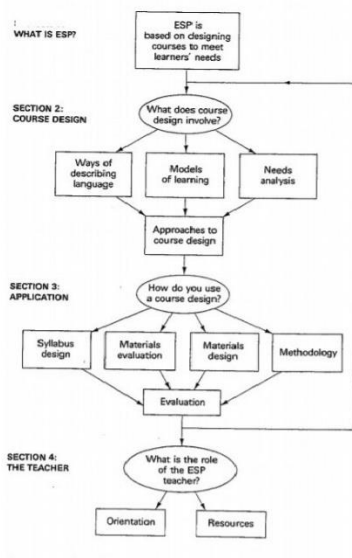 :
WHAT IS ESP?
ESP is
based on designing
courses to meet
learners' needs
SECTION 2:
COURSE DESIGN
What does course
design involve?
Ways of
describing
language
Models
of learning
Needs
analysis
Approaches to
course design
SECTION 3:
APPLICATION
How do you use
a course design?
Syllabus
design
Materials
evaluation
Materials
design
Methodology
Evaluation
SECTION 4:
THE TEACHER
What is the role
of the ESP
teacher?
Orientation
Resources